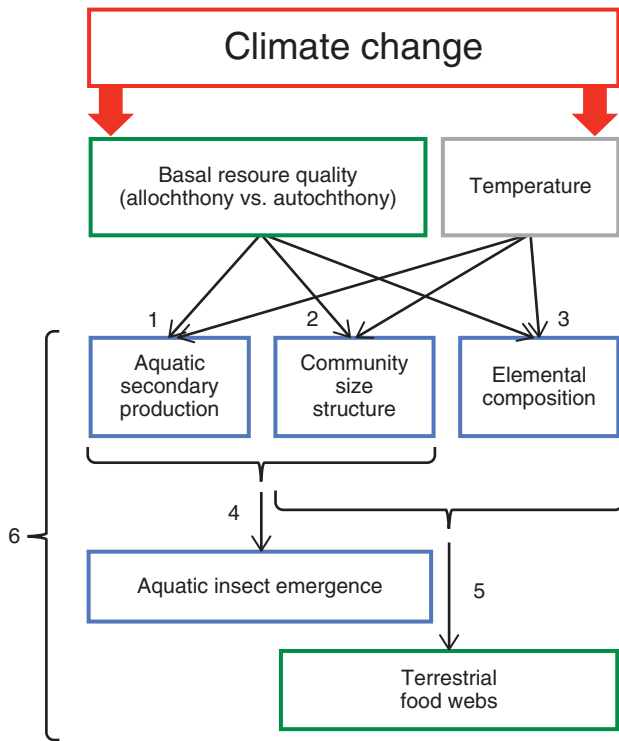 Climate change
Basal resoure quality
(allochthony vs. autochthony)
Temperature
1
2
3
Aquatic
secondary
production
Community
size
structure
Elemental
composition
4
6
Aquatic insect emergence
5
Terrestrial
food webs